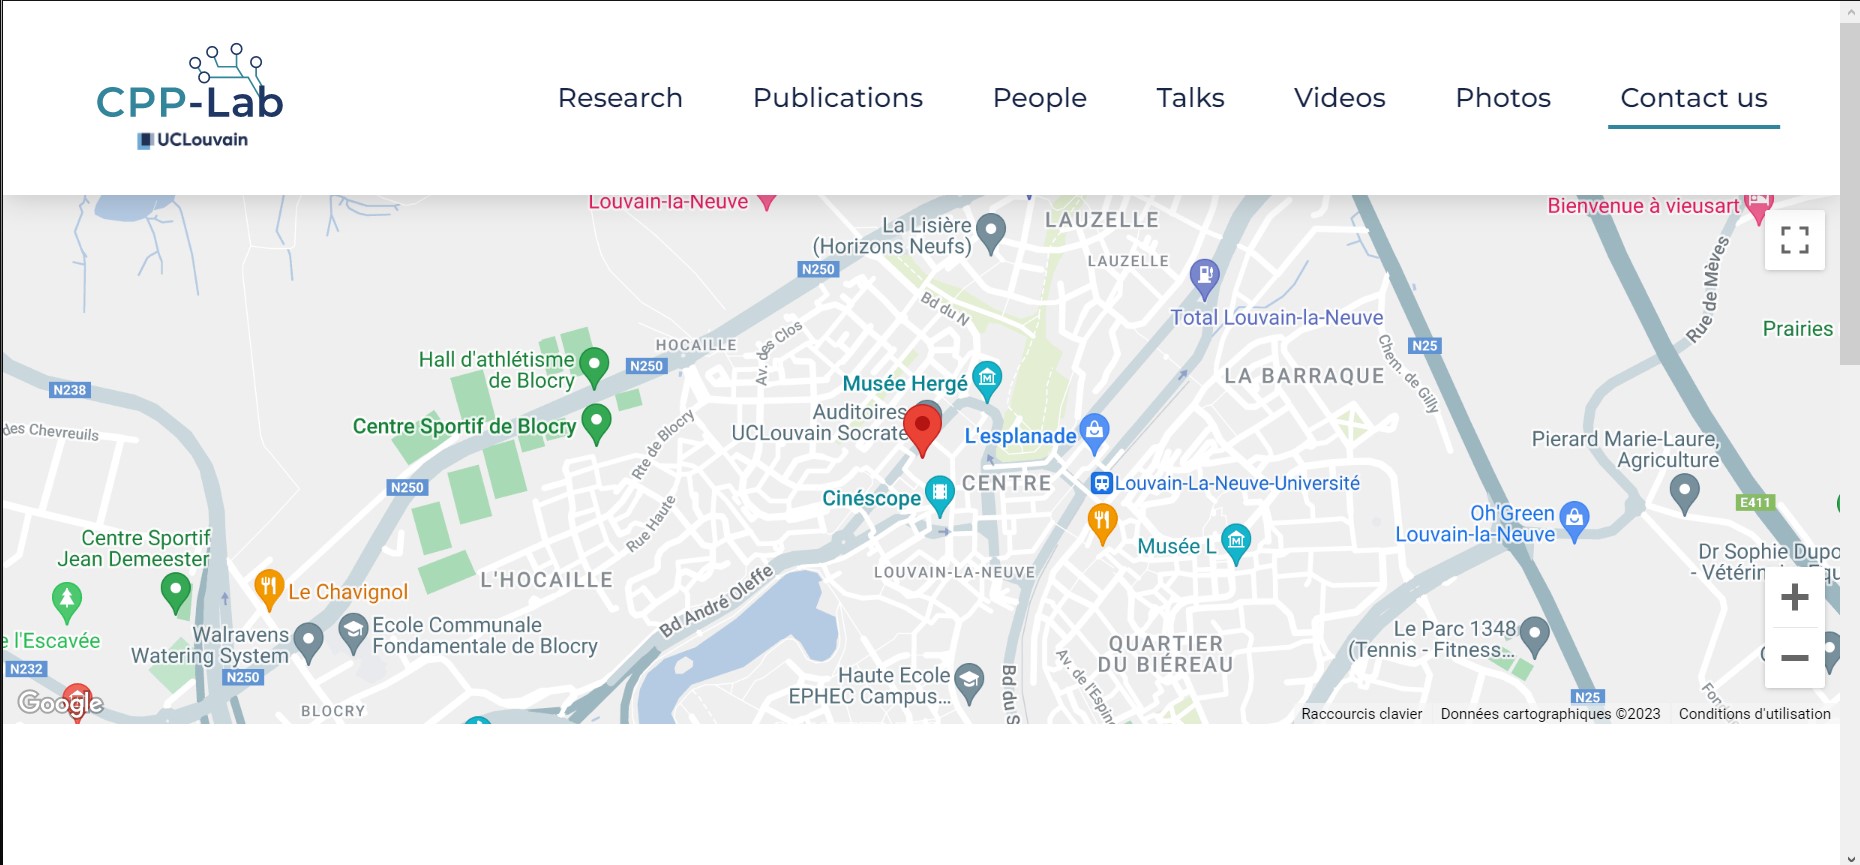 CPP-Lab
UCLouvain
Research
Publications
People
Talks
Videos
Photos
Contact us
Louvain-la-Neuve
La Lisière
(Horizons Neufs)
LAUZELLE
LAUZELLE
Bienvenue à vieusart
N250
Bd du N
Total Louvain-la-Neuve
Rue de Mèves
Prairies
Hall d'athlétisme
de Blocry
HOCAILLE
N250
Av. des Clos
N25
Chem. de Gilly
LA BARRAQUE
N238
Musée Hergé
Centre Sportif de Blocry
Auditoires
UCLouvain Socrate
L'esplanade
des Chevreuils
Rte de Blocry
Pierard Marie-Laure,
Agriculture
N250
Cinéscope
CENTRE
Louvain-La-Neuve-Université
E411
Rue Haute
Oh'Green
Louvain-la-Neuve
Centre Sportif
Jean Demeester
Musée L
Dr Sophie Dupo
- Vétérin
L'HOCAILLE
LOUVAIN-LA-NEUVE
Le Chavignol
Bd André Oleffe
e l'Escavée
Walravens
Watering System
Ecole Communale
Fondamentale de Blocry
Le Parc 1348
(Tennis - Fitness...
QUARTIER
DU BIÉREAU
N232
N250
Haute Ecole
EPHEC Campus...
Bd du S
Av. de l'Espin
N25
Google
BLOCRY
Raccourcis clavier
Données cartographiques ©2023
Conditions d'utilisation